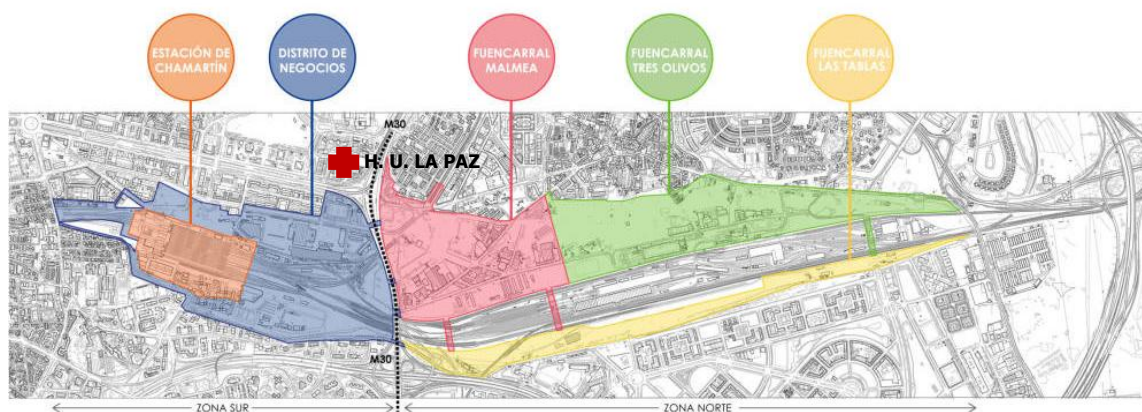 ESTACIÓN DE
CHAMARTÍN
DISTRITO DE
NEGOCIOS
FUENCARRAL
MALMEA
FUENCARRAL
TRES OLIVOS
FUENCARRAL
LAS TABLAS
M30
H. U. LA PAZ
M30
ZONA SUR
ZONA NORTE